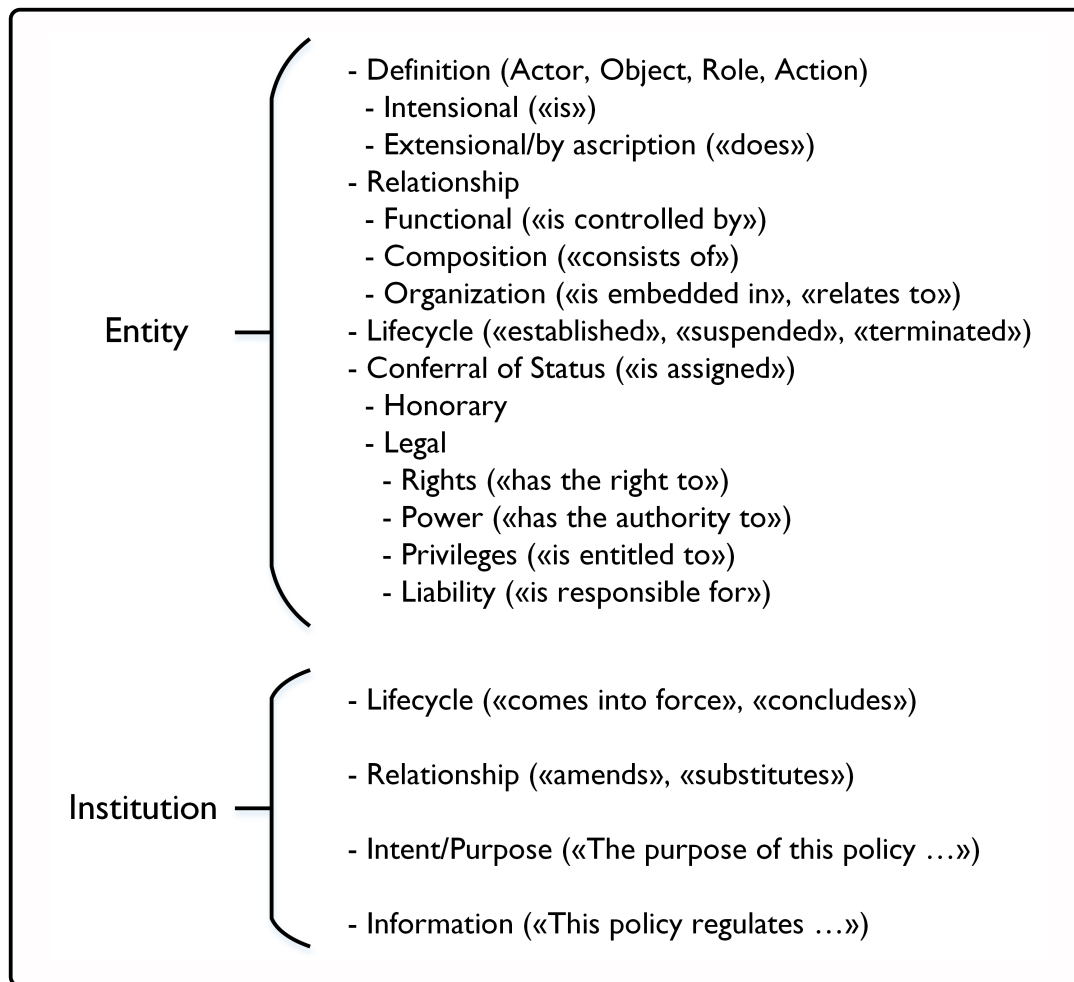 Entity
- Definition (Actor, Object, Role, Action)
- Intensional («is»)
- Extensional/by ascription («does»)
- Relationship
- Functional («is controlled by»)
- Composition («consists of»)
- Organization («is embedded in», «relates to»)
- Lifecycle («established», «suspended», «terminated»)
- Conferral of Status («is assigned»)
- Honorary
- Legal
- Rights («has the right to»)
- Power («has the authority to»)
- Privileges («is entitled to»)
- Liability («is responsible for»)
Institution
- Lifecycle («comes into force», «concludes»)
- Relationship («amends», «substitutes»)
- Intent/Purpose («The purpose of this policy …»)
- Information («This policy regulates …»)